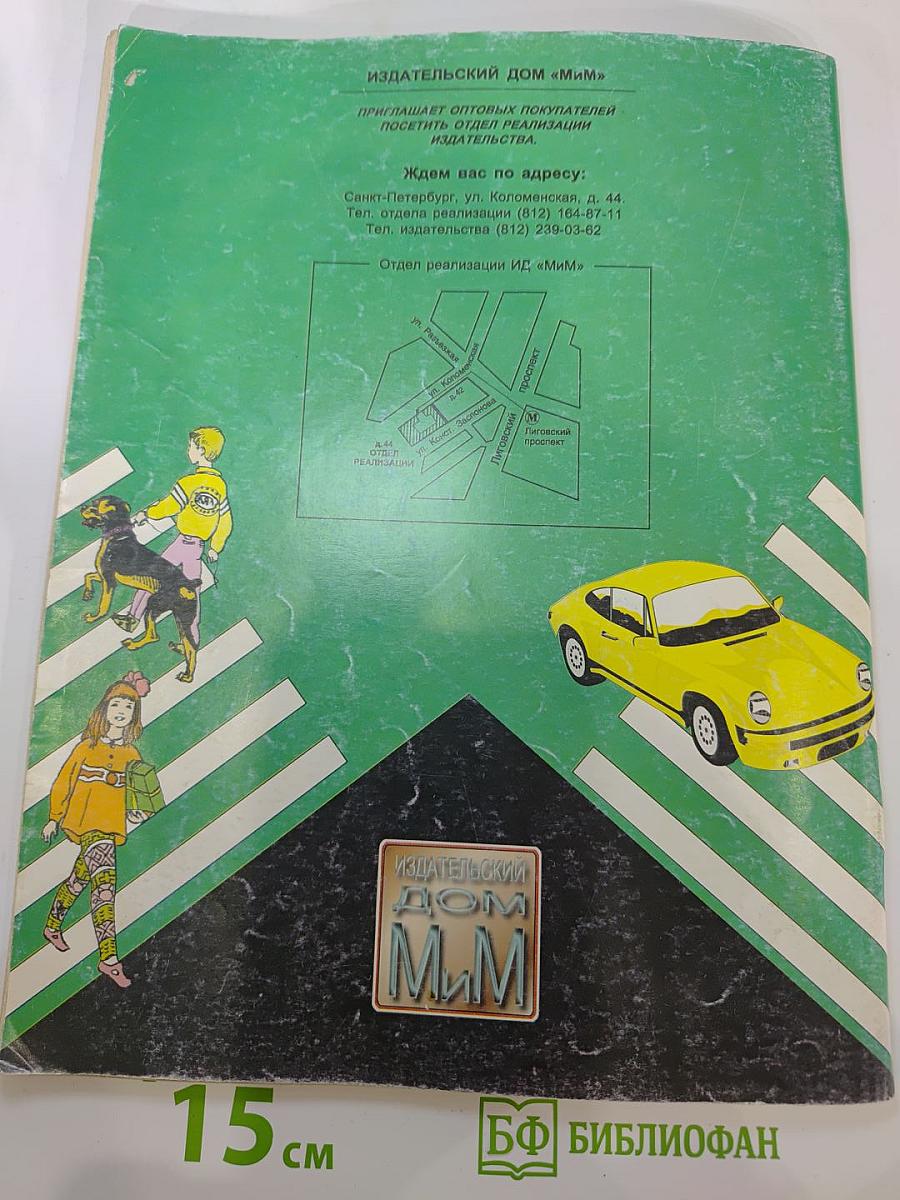 ИЗДАТЕЛЬСКИЙ ДОМ «МиМ»
ПРИГЛАШАЕТ ОПТОВЫХ ПОКУПАТЕЛЕЙ
ПОСЕТИТЬ ОТДЕЛ РЕАЛИЗАЦИИ
ИЗДАТЕЛЬСТВА.
Ждем вас по адресу:
Санкт-Петербург, ул. Коломенская, д. 44.
Тел. отдела реализации (812) 164-87-11
Тел. издательства (812) 239-03-62
Отдел реализации ИД «МиМ»
ул. Разъезжая
ул. Коломенская
проспект
д.42
ул. Конст. Заслонова
Лиговский
М
Лиговский
проспект
д.44
ОТДЕЛ
РЕАЛИЗАЦИИ
ИЗДАТЕЛЬСКИЙ
ДОМ
МиМ
15 см
БФ БИБЛИОФАН